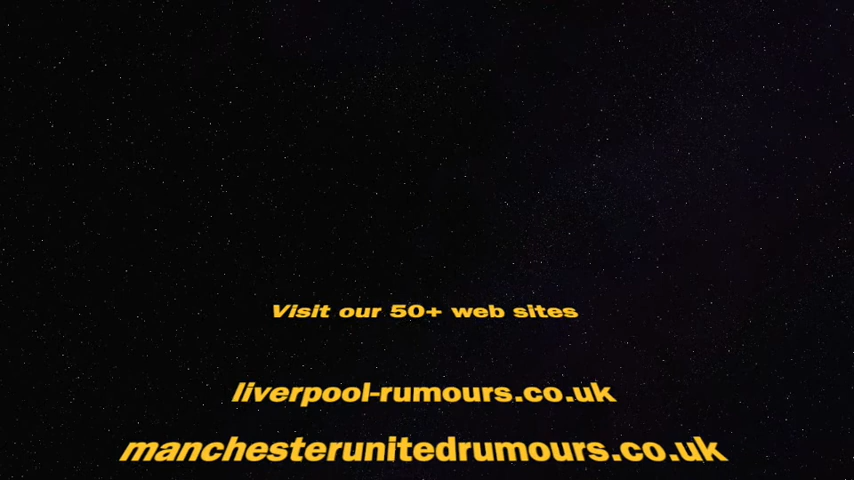 Visit our 50+ web sites
liverpool-rumours.co.uk
manchesterunitedrumours.co.uk